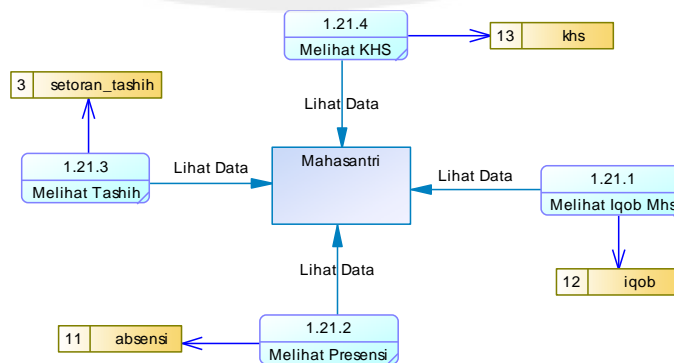 1.21.4
Melihat KHS
13 khs
3 setoran_tashih
Lihat Data
1.21.3
Melihat Tashih
Lihat Data
Mahasantri
Lihat Data
1.21.1
Melihat Iqob Mhs
Lihat Data
12 iqob
11 absensi
1.21.2
Melihat Presensi